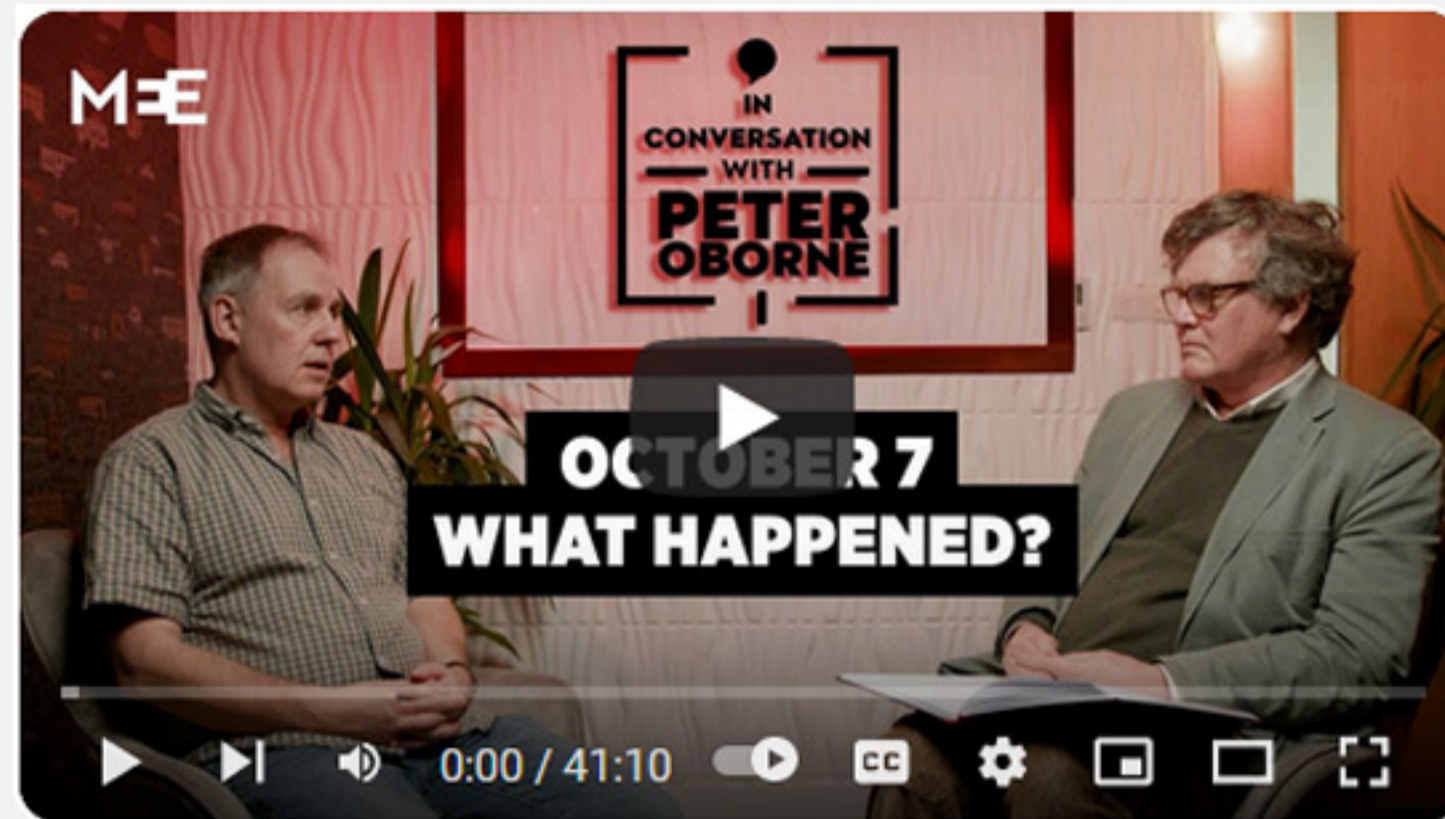 MEE
IN
CONVERSATION
WITH
PETER
OBORNE
OCTOBER 7
WHAT HAPPENED?
0:00 / 41:10
CC